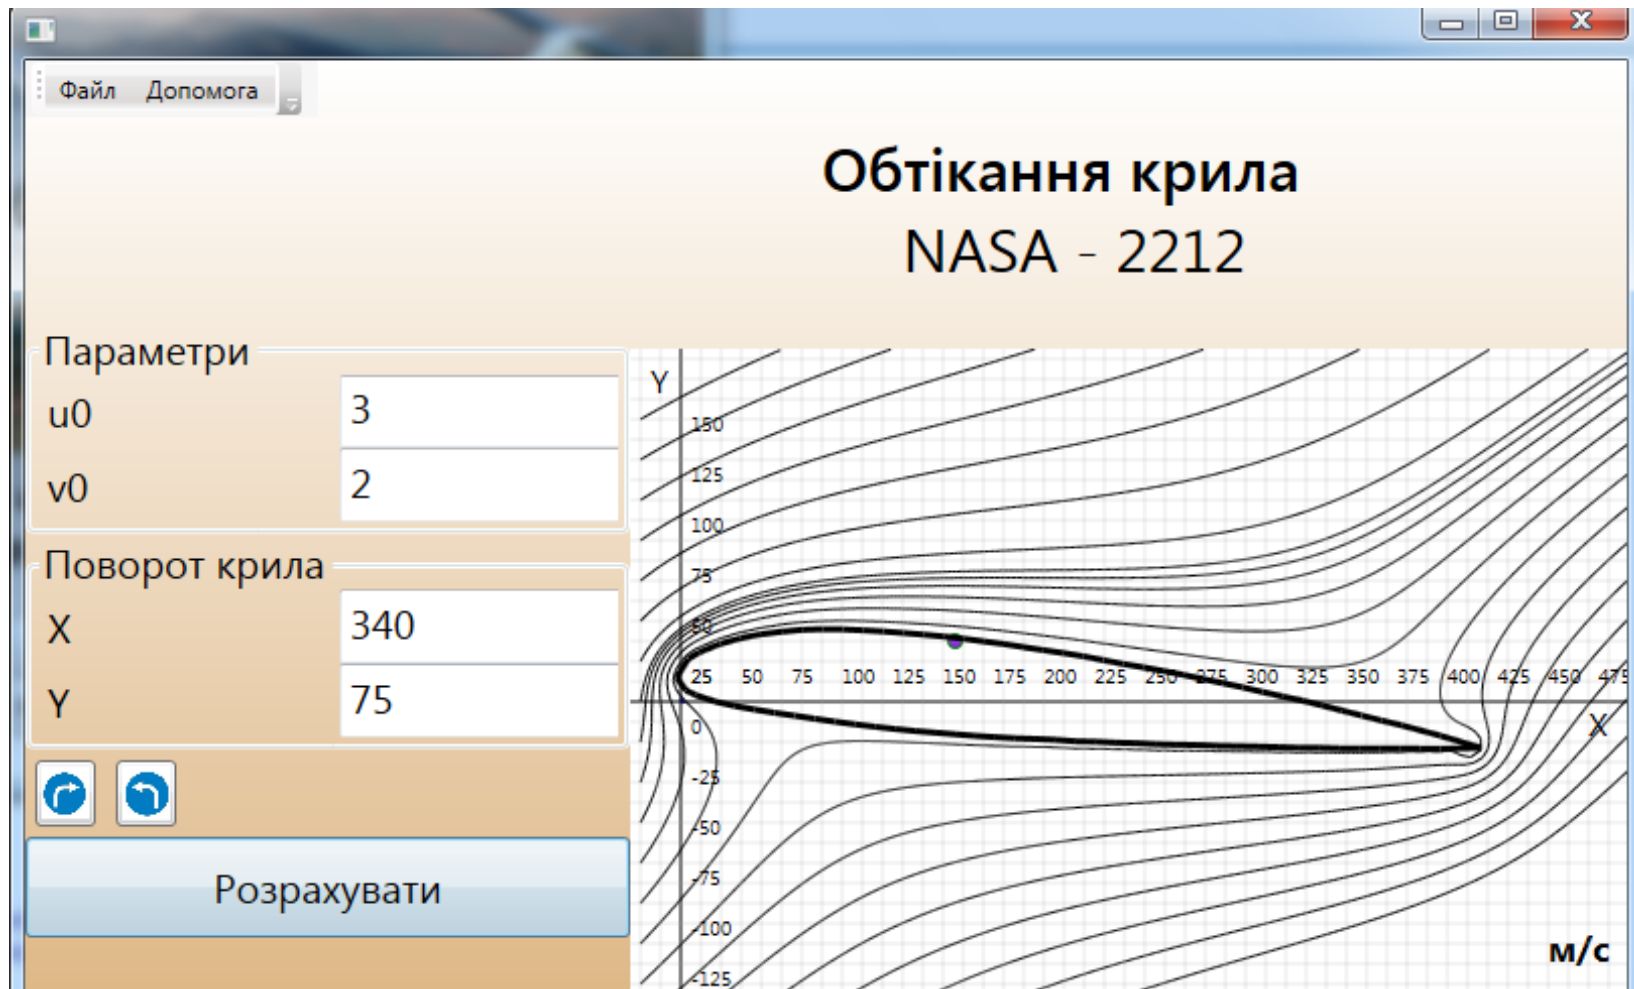 Файл Допомога
Обтікання крила
NASA - 2212
Параметри
u0 3
v0 2
Поворот крила
X 340
Y 75
Розрахувати
Y
150
125
100
75
50
25 50 75 100 125 150 175 200 225 250 275 300 325 350 375 400 425 450 475
X
0
-25
-50
-75
-100
-125
м/с